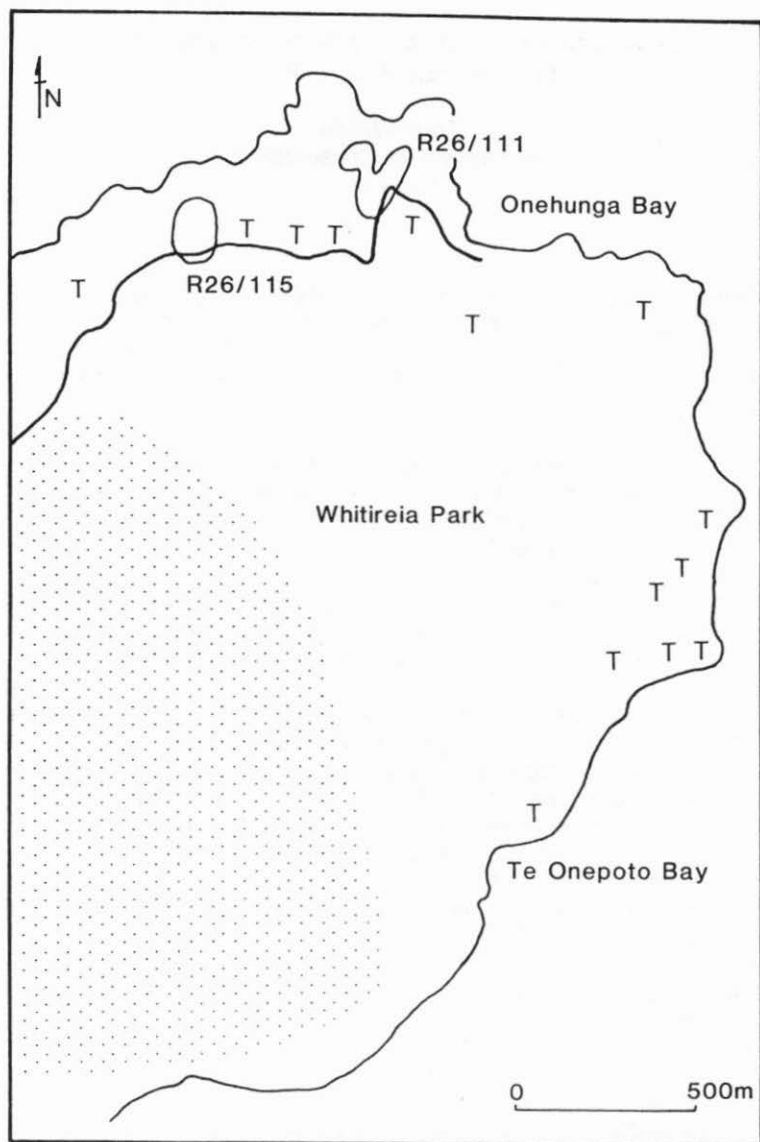 N
R26/111
Onehunga Bay
T T T T
R26/115
T
T
T
Whitireia Park
T
T
T
T T T
T
Te Onepoto Bay
0 500m